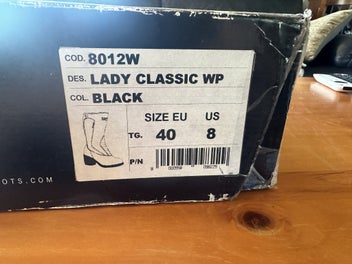 COD. 8012W
DES. LADY CLASSIC WP
COL. BLACK
SIZE EU US
TG. 40 8
P/N
OTS.COM